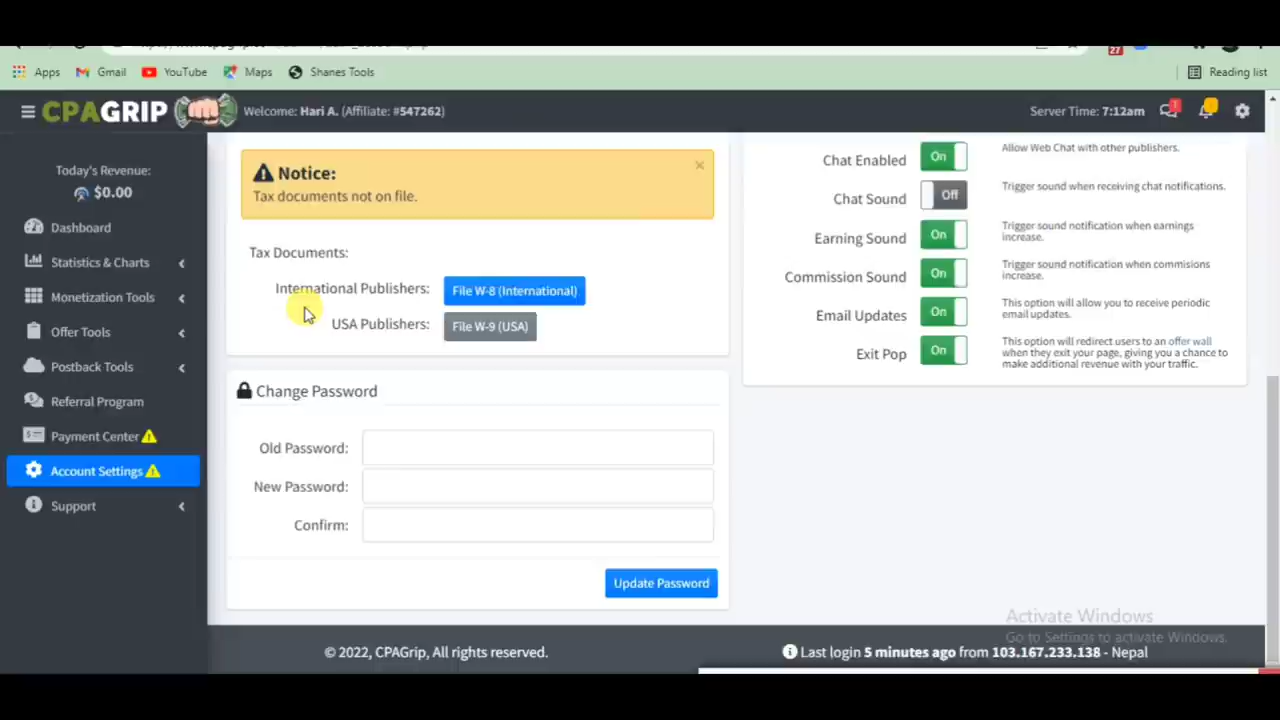 27
Apps Gmail YouTube Maps Shanes Tools Reading list
CPAGRIP Welcome: Hari A. (Affiliate: #547262) Server Time: 7:12am 1
Today's Revenue:
$0.00
Dashboard
Statistics & Charts
Monetization Tools
Offer Tools
Postback Tools
Referral Program
Payment Center
Account Settings
Support
Notice:
Tax documents not on file.
×
Tax Documents:
International Publishers: File W-8 (International)
USA Publishers: File W-9 (USA)
Change Password
Old Password:
New Password:
Confirm:
Update Password
Chat Enabled On Allow Web Chat with other publishers.
Chat Sound Off Trigger sound when receiving chat notifications.
Earning Sound On Trigger sound notification when earnings
increase.
Commission Sound On Trigger sound notification when commisions
increase.
Email Updates On This option will allow you to receive periodic
email updates.
Exit Pop On This option will redirect users to an offer wall
when they exit your page, giving you a chance to
make additional revenue with your traffic.
Activate Windows
Go to Settings to activate Windows.
© 2022, CPAGrip, All rights reserved. Last login 5 minutes ago from 103.167.233.138 - Nepal